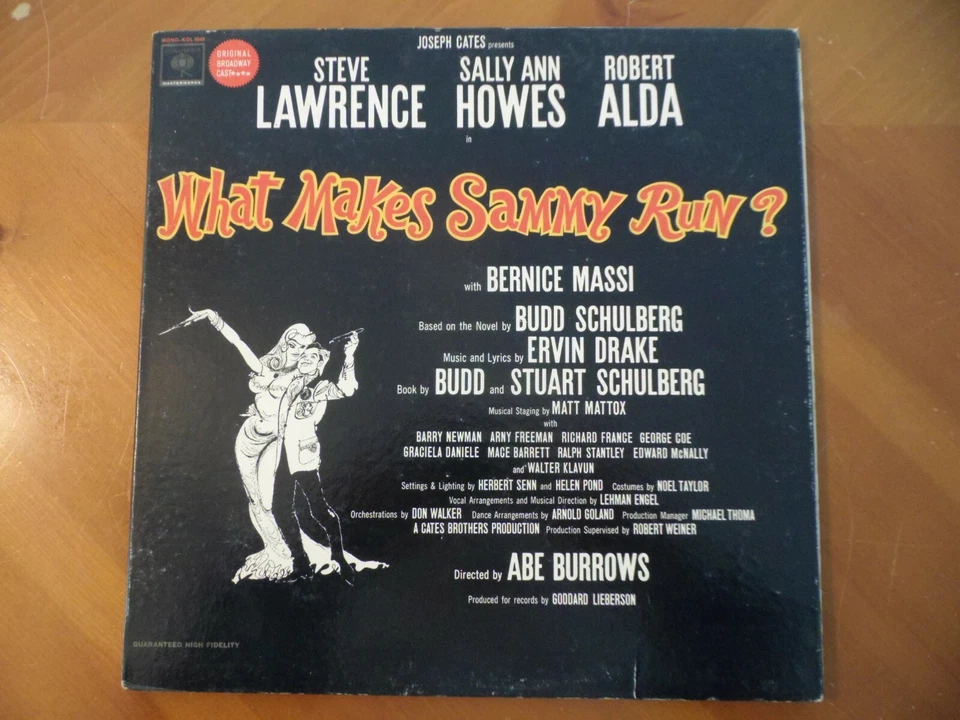 MONO-KOL
COLUMBIA
MASTERWORKS
ORIGINAL
BROADWAY
CAST
JOSEPH CATES presents
STEVE LAWRENCE SALLY ANN HOWES ROBERT ALDA
in
What Makes Sammy Run?
with BERNICE MASSI
Based on the Novel by BUDD SCHULBERG
Music and Lyrics by ERVIN DRAKE
Book by BUDD and STUART SCHULBERG
Musical Staging by MATT MATTOX
with
BARRY NEWMAN ARNY FREEMAN RICHARD FRANCE GEORGE COE
GRACIELA DANIELE MACE BARRETT RALPH STANTLEY EDWARD McNALLY
and WALTER KLAVUN
Settings & Lighting by HERBERT SENN and HELEN POND Costumes by NOEL TAYLOR
Vocal Arrangements and Musical Direction by LEHMAN ENGEL
Orchestrations by DON WALKER Dance Arrangements by ARNOLD GOLAND Production Manager MICHAEL THOMA
A CATES BROTHERS PRODUCTION Production Supervised by ROBERT WEINER
Directed by ABE BURROWS
Produced for records by GODDARD LIEBERSON
GUARANTEED HIGH FIDELITY